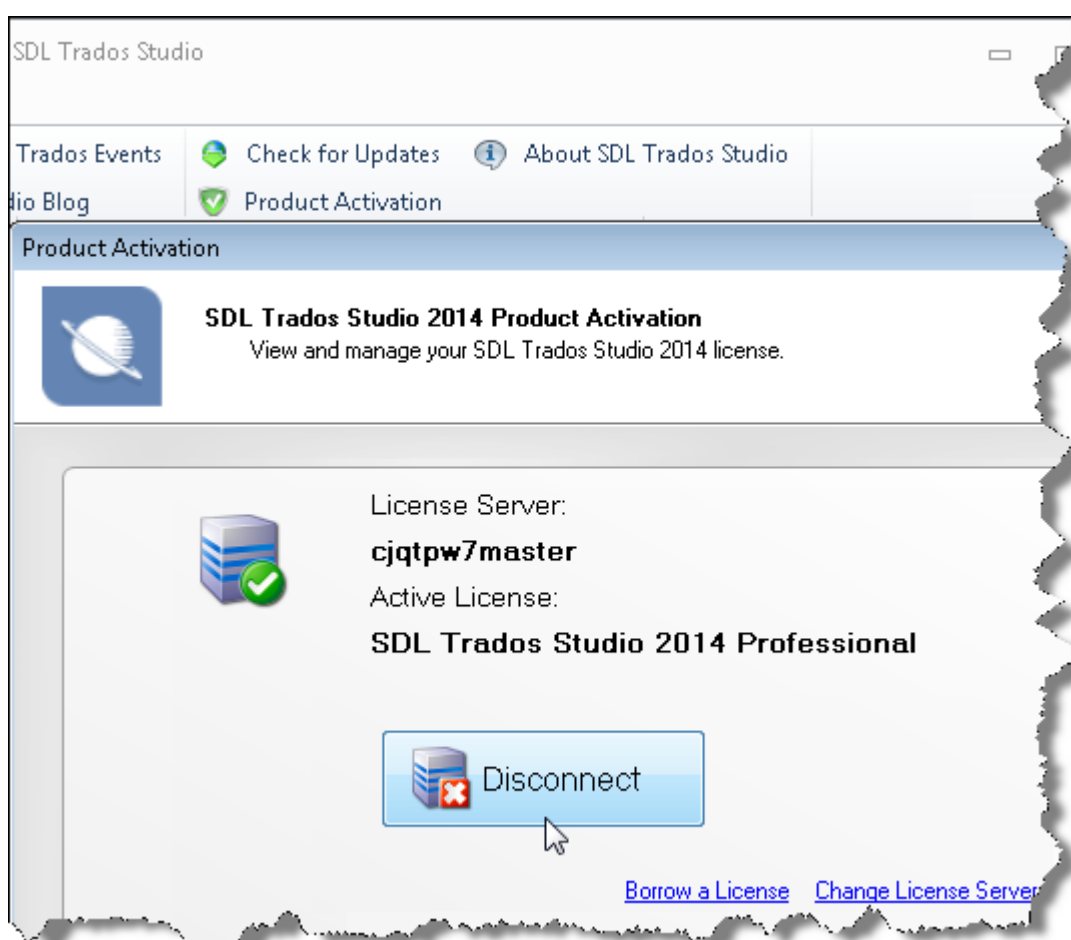 SDL Trados Studio
Trados Events
Check for Updates
About SDL Trados Studio
dio Blog
Product Activation
Product Activation
SDL Trados Studio 2014 Product Activation
View and manage your SDL Trados Studio 2014 license.
License Server:
cjqtpw7master
Active License:
SDL Trados Studio 2014 Professional
Disconnect
Borrow a License
Change License Server